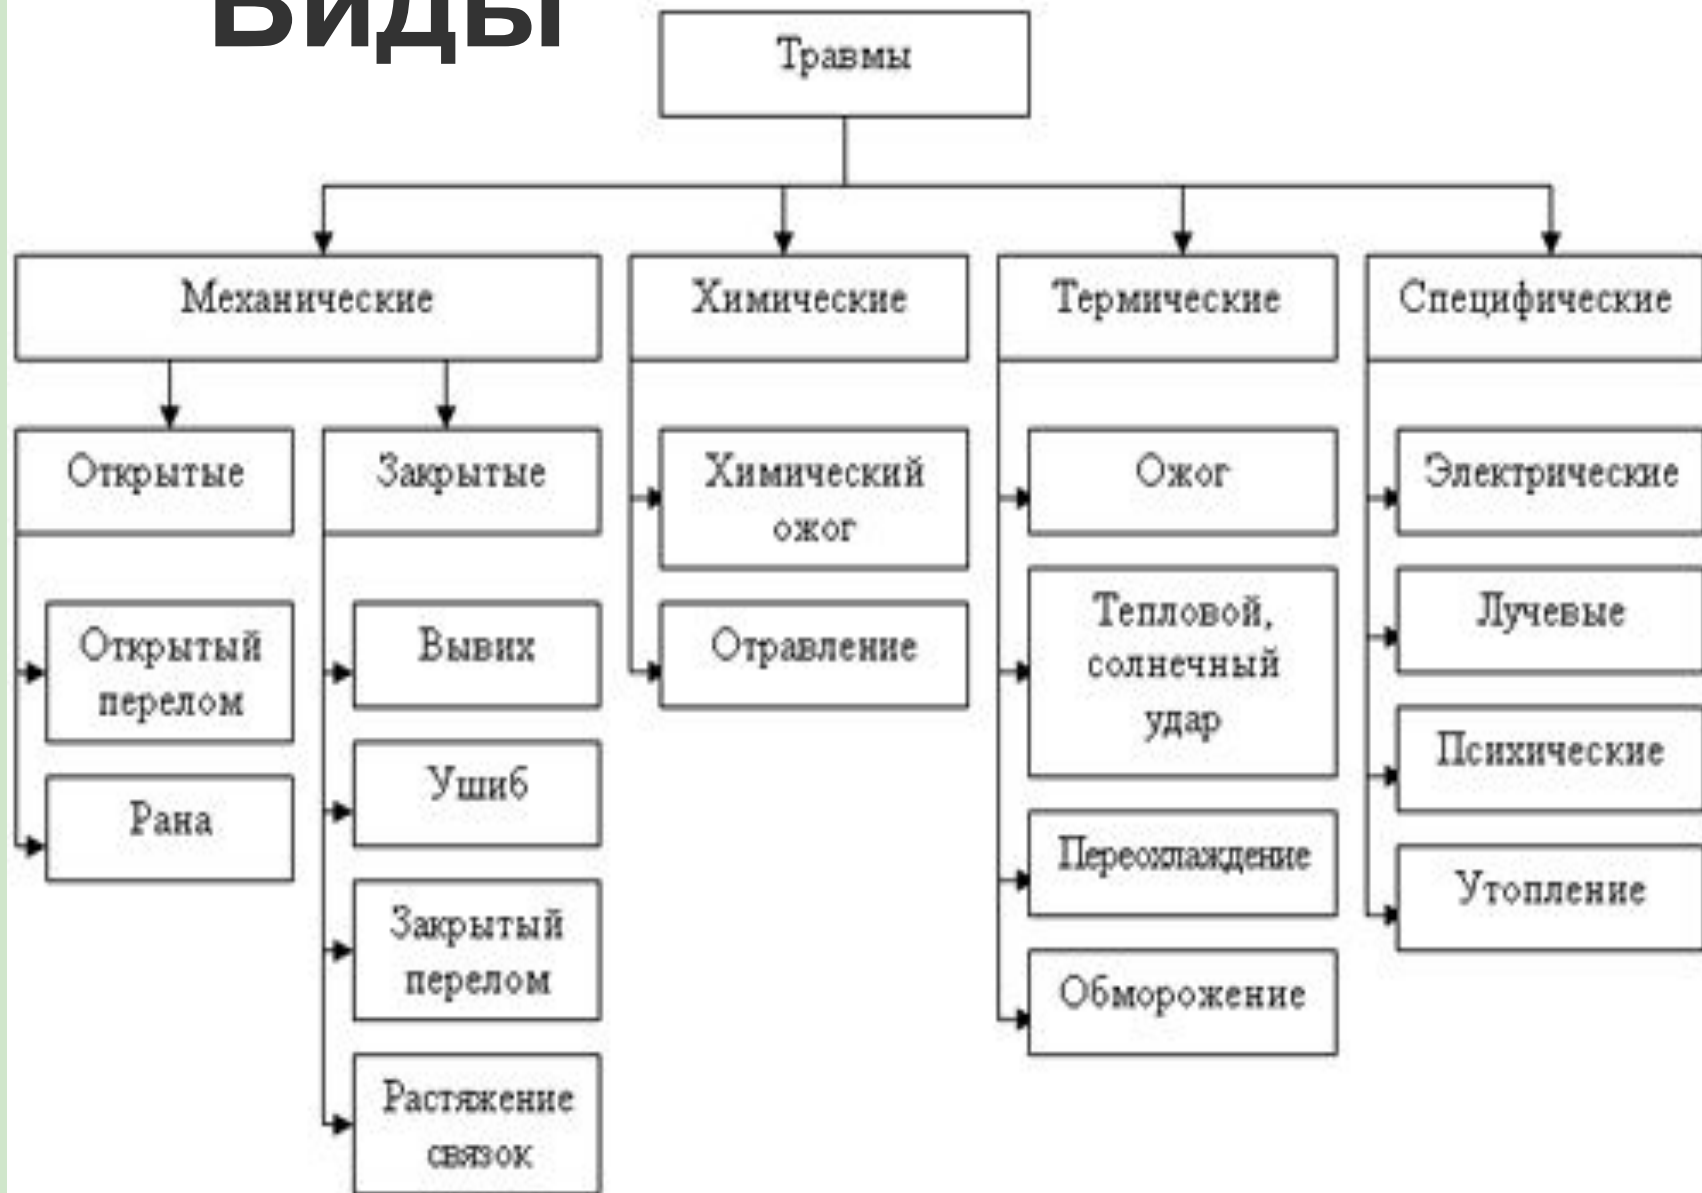 Виды
Травмы
Механические
Химические
Термические
Специфические
Открытые
Закрытые
Химический
ожог
Ожог
Электрические
Открытый
перелом
Вывих
Отравление
Тепловой,
солнечный
удар
Лучевые
Рана
Ушиб
Переохлаждение
Психические
Закрытый
перелом
Обморожение
Утопление
Растяжение
связок